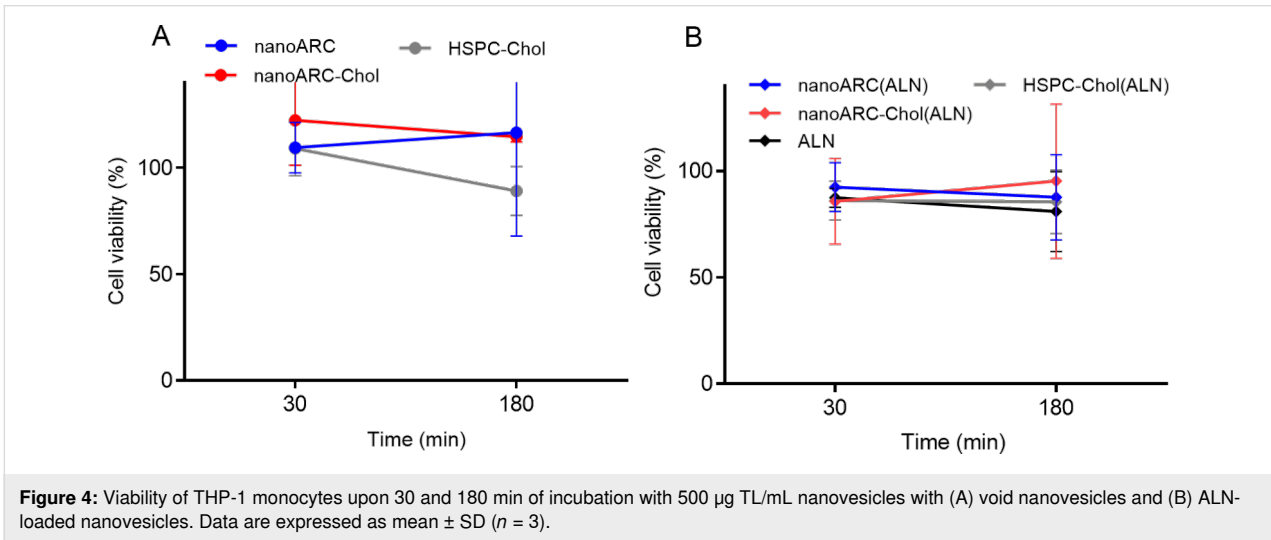 A
nanoARC
HSPC-Chol
nanoARC-Chol
Cell viability (%)
100
50
0
30
180
Time (min)
B
nanoARC(ALN)
HSPC-Chol(ALN)
nanoARC-Chol(ALN)
ALN
Cell viability (%)
100
50
0
30
180
Time (min)
Figure 4: Viability of THP-1 monocytes upon 30 and 180 min of incubation with 500 µg TL/mL nanovesicles with (A) void nanovesicles and (B) ALN-
loaded nanovesicles. Data are expressed as mean ± SD (n = 3).